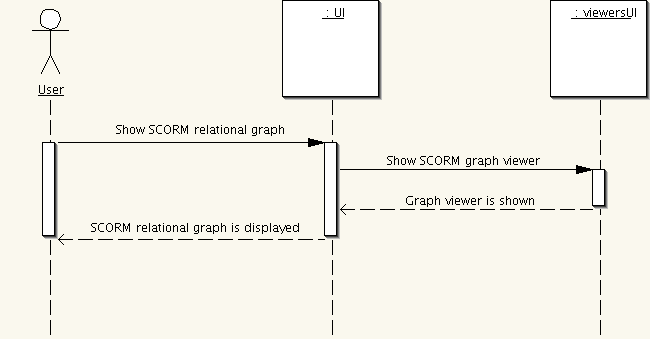 : UI
: viewersUI
User
Show SCORM relational graph
Show SCORM graph viewer
Graph viewer is shown
SCORM relational graph is displayed